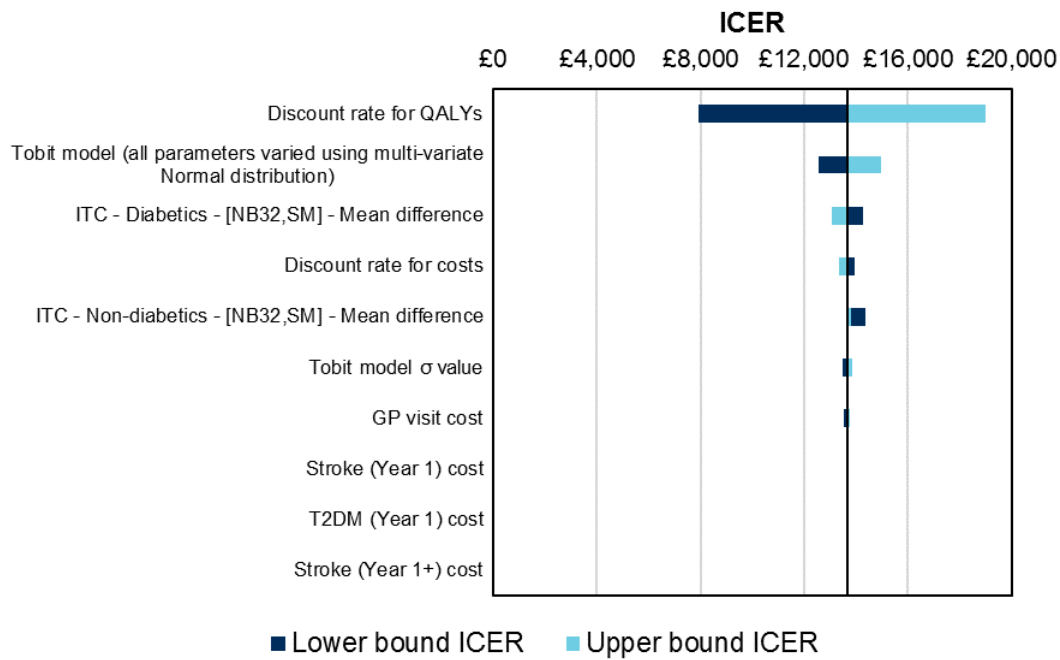 ICER
£0 £4,000 £8,000 £12,000 £16,000 £20,000
Discount rate for QALYs
Tobit model (all parameters varied using multi-variate
Normal distribution)
ITC - Diabetics - [NB32,SM] - Mean difference
Discount rate for costs
ITC - Non-diabetics - [NB32,SM] - Mean difference
Tobit model σ value
GP visit cost
Stroke (Year 1) cost
T2DM (Year 1) cost
Stroke (Year 1+) cost
Lower bound ICER Upper bound ICER